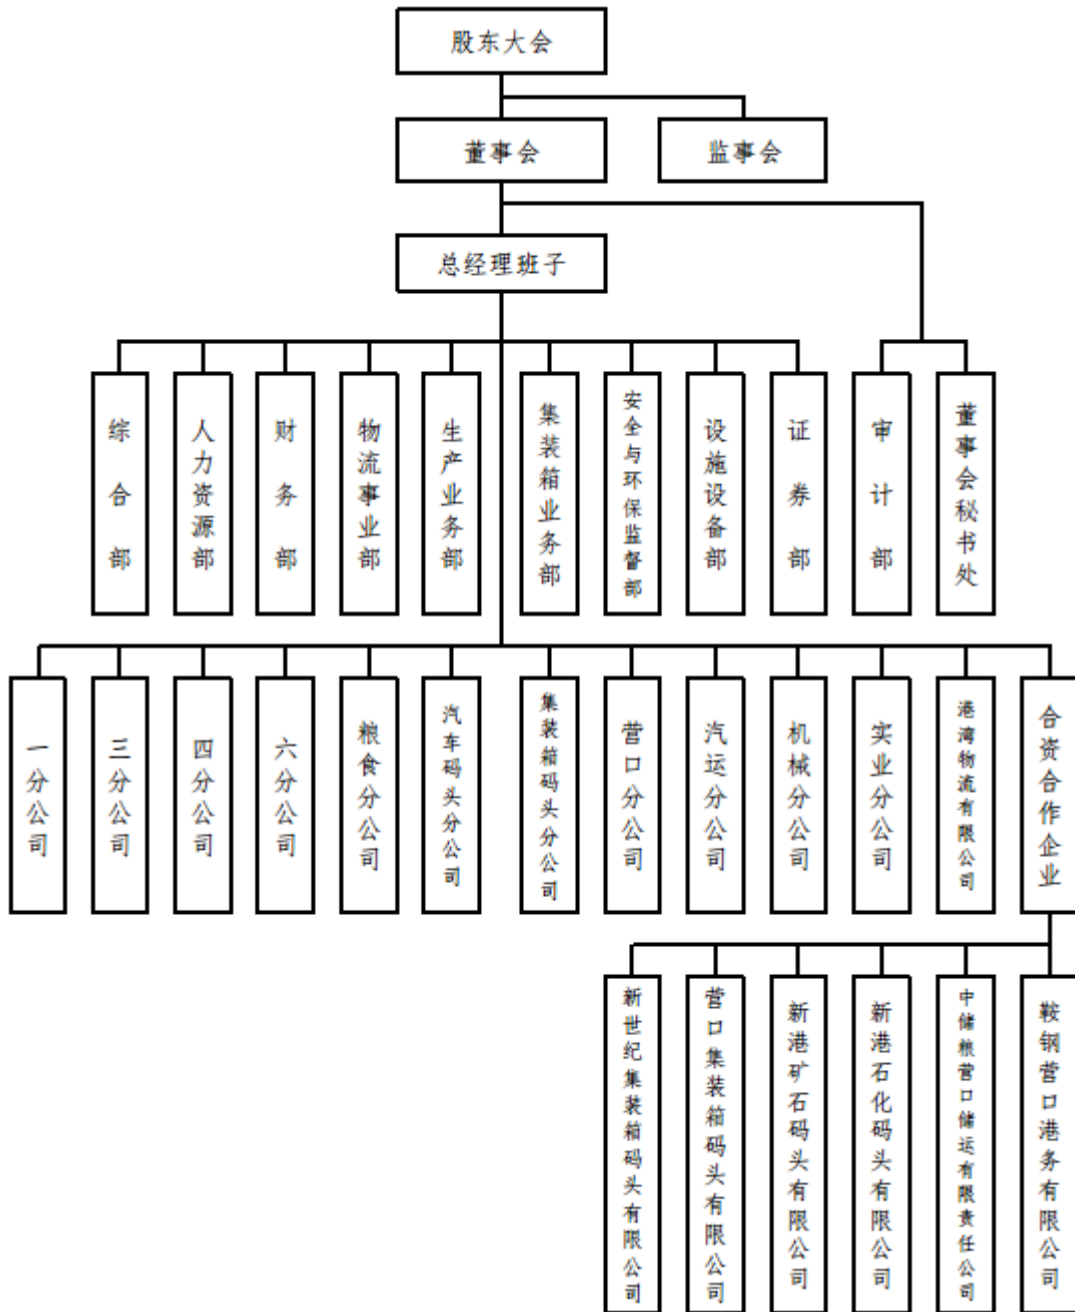 股东大会
董事会
监事会
总经理班子
综合部
人力资源部
财务部
物流事业部
生产业务部
集装箱业务部
安全与环保监督部
设施设备部
证券部
审计部
董事会秘书处
一分公司
三分公司
四分公司
六分公司
粮食分公司
汽车码头分公司
集装箱码头分公司
营口分公司
汽运分公司
机械分公司
实业分公司
港湾物流有限公司
合资合作企业
新世纪集装箱码头有限公司
营口集装箱码头有限公司
新港矿石码头有限公司
新港石化码头有限公司
中储粮营口储运有限责任公司
鞍钢营口港务有限公司